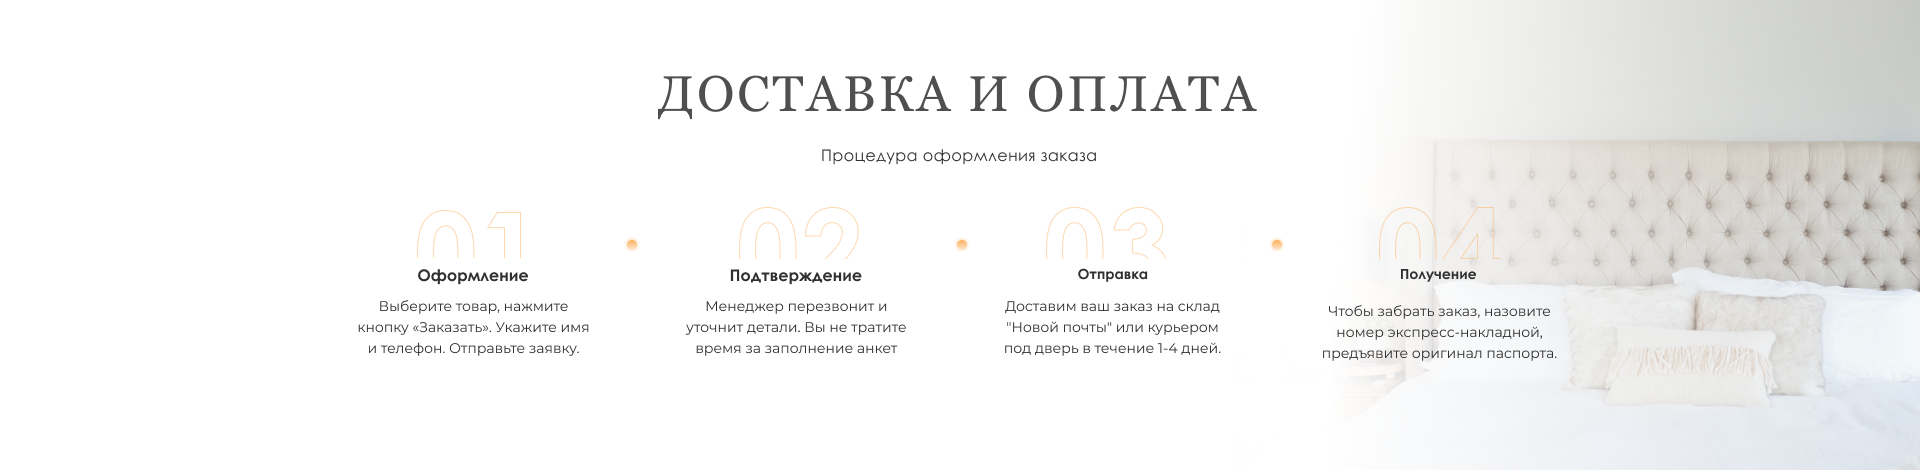 ДОСТАВКА И ОПЛАТА
Процедура оформления заказа
01
Оформление
Выберите товар, нажмите
кнопку «Заказать». Укажите имя
и телефон. Отправьте заявку.
02
Подтверждение
Менеджер перезвонит и
уточнит детали. Вы не тратите
время за заполнение анкет
03
Отправка
Доставим ваш заказ на склад
"Новой почты" или курьером
под дверь в течение 1-4 дней.
04
Получение
Чтобы забрать заказ, назовите
номер экспресс-накладной,
предъявите оригинал паспорта.